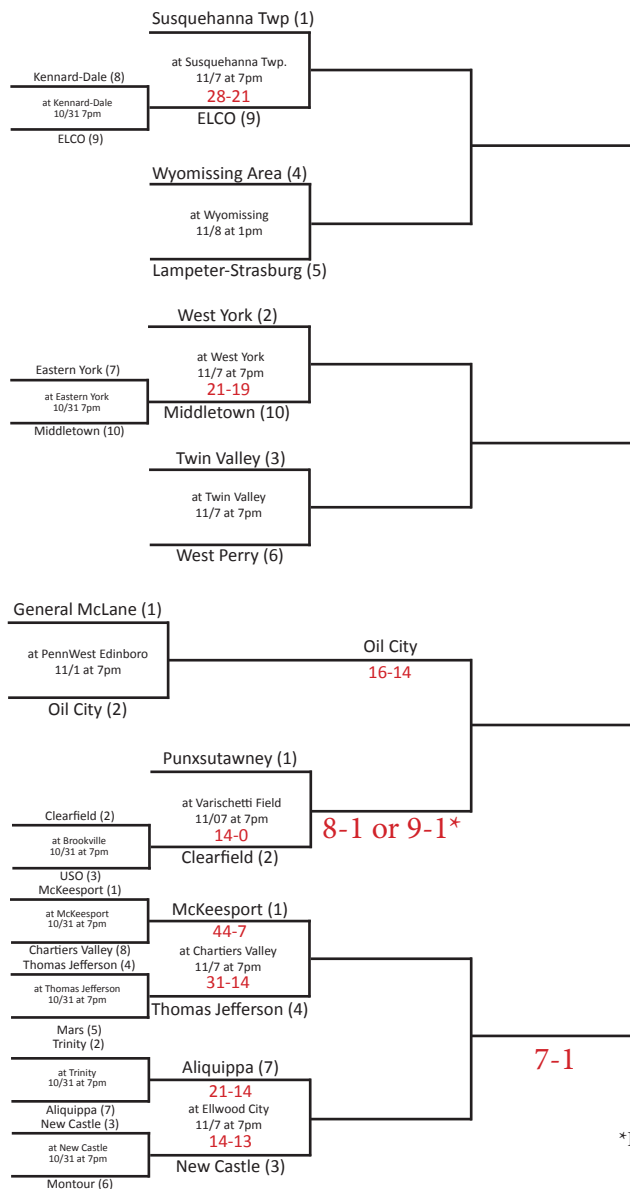 Susquehanna Twp (1)
at Susquehanna Twp.
11/7 at 7pm
28-21
ELCO (9)
Kennard-Dale (8)
at Kennard-Dale
10/31 7pm
ELCO (9)
Wyomissing Area (4)
at Wyomissing
11/8 at 1pm
Lampeter-Strasburg (5)
West York (2)
at West York
11/7 at 7pm
21-19
Middletown (10)
Eastern York (7)
at Eastern York
10/31 7pm
Middletown (10)
Twin Valley (3)
at Twin Valley
11/7 at 7pm
West Perry (6)
General McLane (1)
at PennWest Edinboro
11/1 at 7pm
Oil City (2)
Oil City
16-14
Punxsutawney (1)
at Varischetti Field
11/07 at 7pm
14-0
Clearfield (2)
8-1 or 9-1*
Clearfield (2)
at Brookville
10/31 at 7pm
USO (3)
McKeesport (1)
at McKeesport
10/31 at 7pm
Chartiers Valley (8)
McKeesport (1)
44-7
at Chartiers Valley
11/7 at 7pm
31-14
Thomas Jefferson (4)
Thomas Jefferson (4)
at Thomas Jefferson
10/31 at 7pm
Mars (5)
7-1
Trinity (2)
at Trinity
10/31 at 7pm
Aliquippa (7)
Aliquippa (7)
21-14
at Ellwood City
11/7 at 7pm
14-13
New Castle (3)
New Castle (3)
at New Castle
10/31 at 7pm
Montour (6)